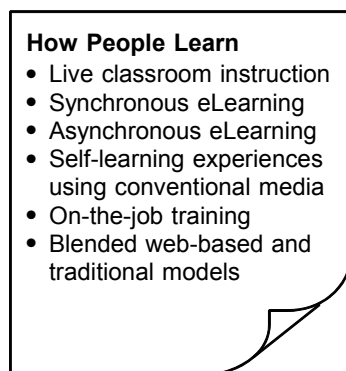 How People Learn
• Live classroom instruction
• Synchronous eLearning
• Asynchronous eLearning
• Self-learning experiences
using conventional media
• On-the-job training
• Blended web-based and
traditional models